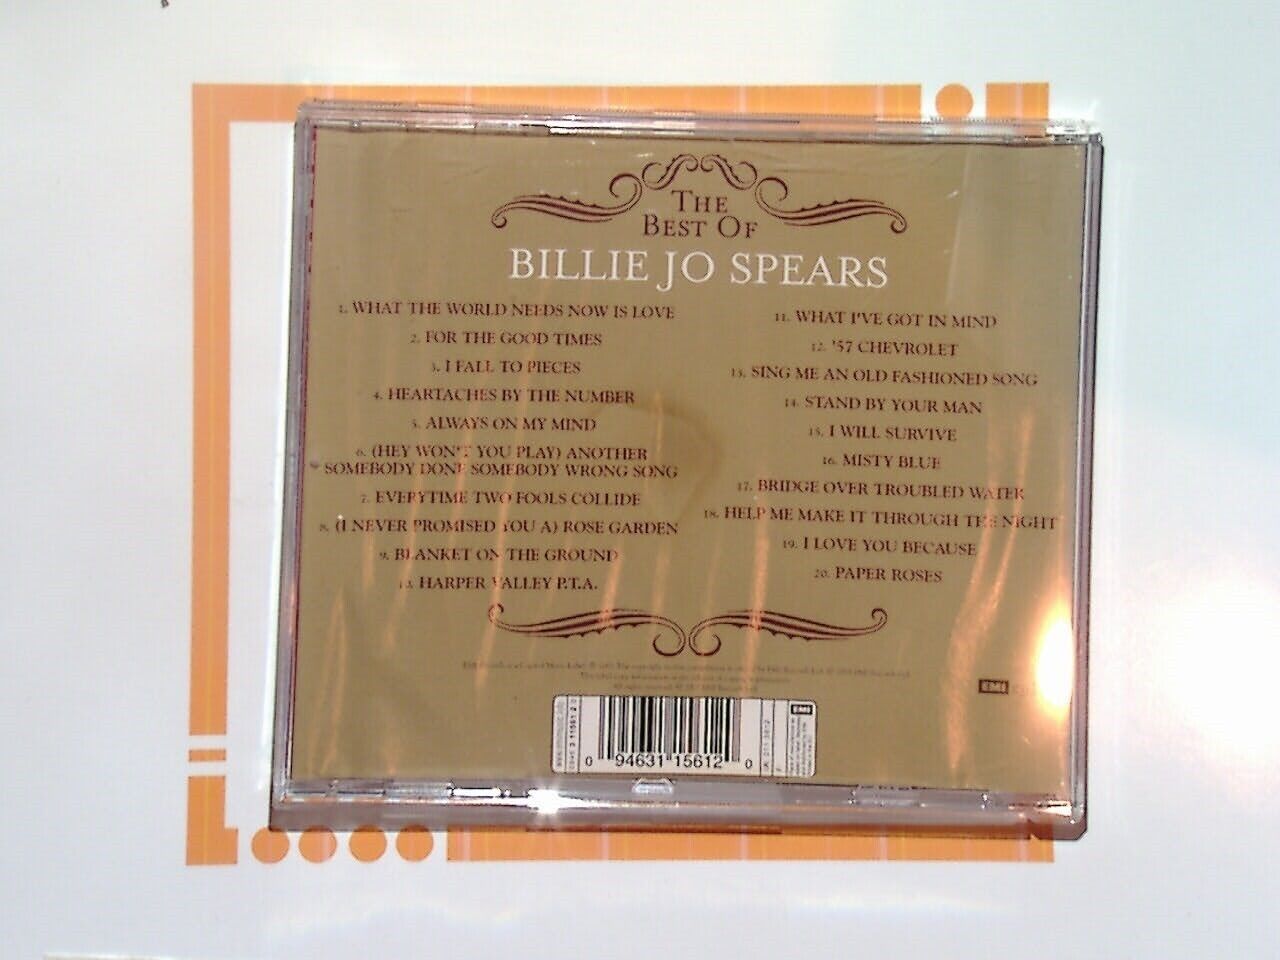 THE
BEST OF
BILLIE JO SPEARS
1. WHAT THE WORLD NEEDS NOW IS LOVE
2. FOR THE GOOD TIMES
3. I FALL TO PIECES
4. HEARTACHES BY THE NUMBER
5. ALWAYS ON MY MIND
6. (HEY WON'T YOU PLAY) ANOTHER
SOMEBODY DONE SOMEBODY WRONG SONG
7. EVERYTIME TWO FOOLS COLLIDE
8. (I NEVER PROMISED YOU A) ROSE GARDEN
9. BLANKET ON THE GROUND
10. HARPER VALLEY P.T.A.
11. WHAT I'VE GOT IN MIND
12. '57 CHEVROLET
13. SING ME AN OLD FASHIONED SONG
14. STAND BY YOUR MAN
15. I WILL SURVIVE
16. MISTY BLUE
17. BRIDGE OVER TROUBLED WATER
18. HELP ME MAKE IT THROUGH THE NIGHT
19. I LOVE YOU BECAUSE
20. PAPER ROSES
EMI
0 94631 15612 0
EMI